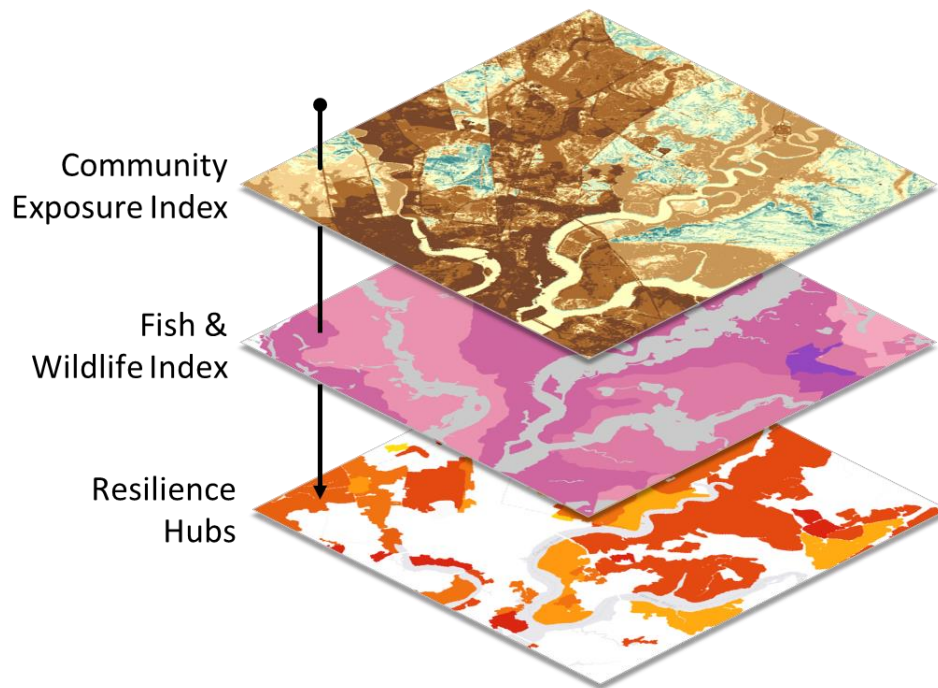 Community
Exposure Index
Fish &
Wildlife Index
Resilience
Hubs